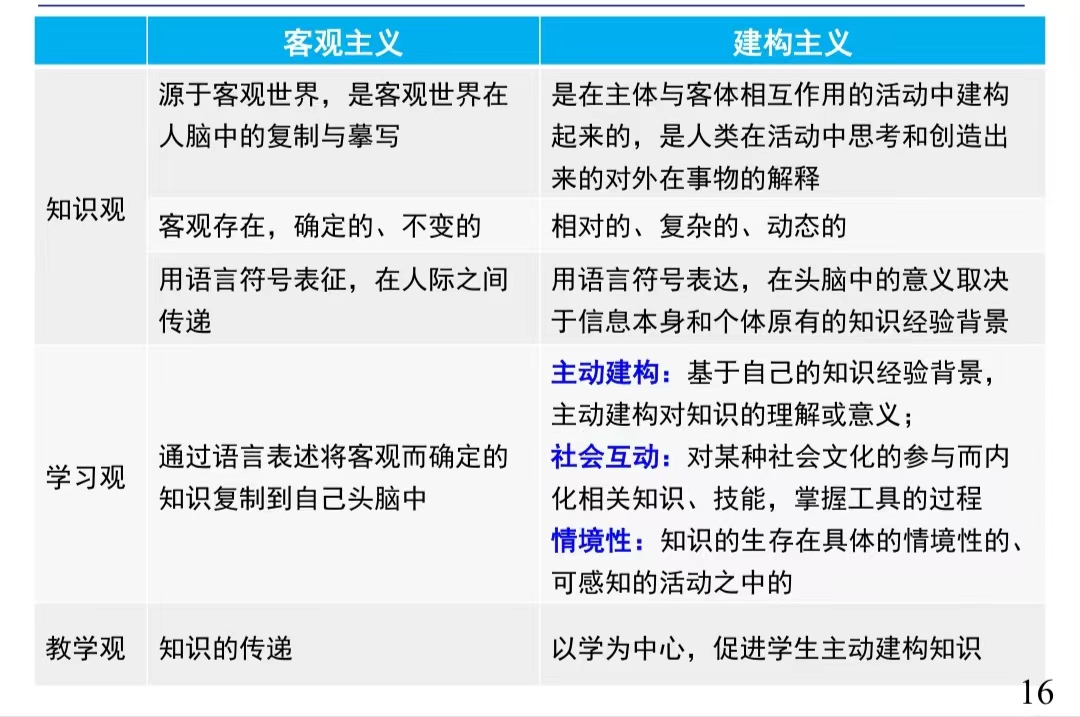 客观主义
建构主义
知识观
源于客观世界，是客观世界在
人脑中的复制与摹写
是在主体与客体相互作用的活动中建构
起来的，是人类在活动中思考和创造出
来的对外在事物的解释
客观存在，确定的、不变的
相对的、复杂的、动态的
用语言符号表征，在人际之间
传递
用语言符号表达，在头脑中的意义取决
于信息本身和个体原有的知识经验背景
学习观
通过语言表述将客观而确定的
知识复制到自己头脑中
主动建构：基于自己的知识经验背景，
主动建构对知识的理解或意义；
社会互动：对某种社会文化的参与而内
化相关知识、技能，掌握工具的过程
情境性：知识的生存在具体的情境性的、
可感知的活动之中的
教学观
知识的传递
以学为中心，促进学生主动建构知识
16